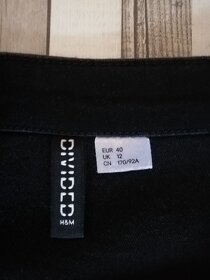 DIVIDED
H&M
EUR 40
UK 12
CN 170/92A